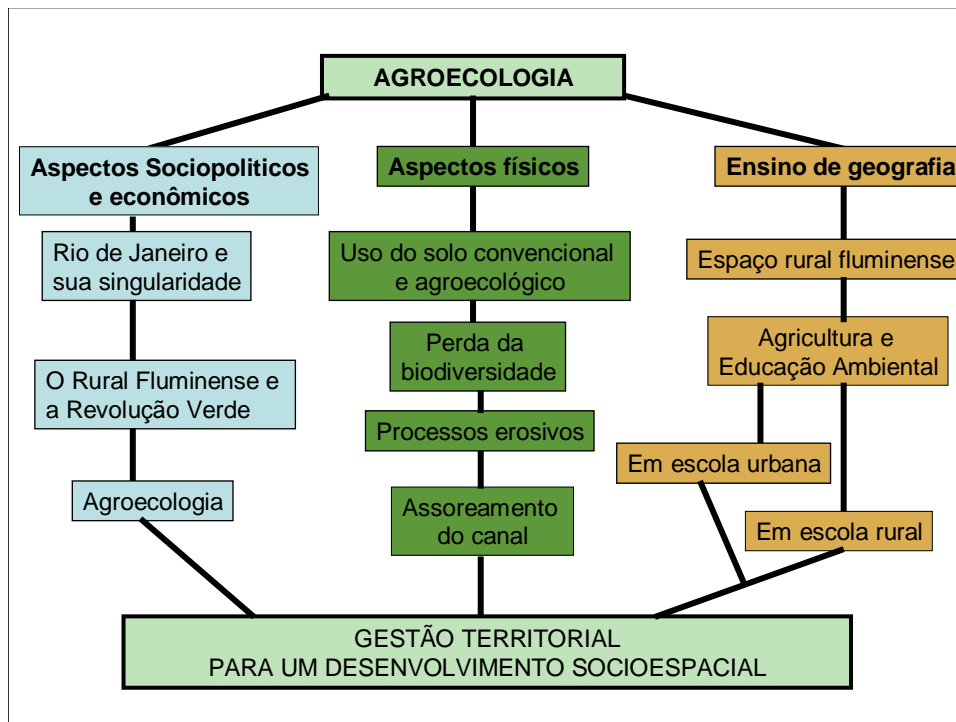 AGROECOLOGIA
Aspectos Sociopoliticos
e econômicos
Rio de Janeiro e
sua singularidade
O Rural Fluminense e
a Revolução Verde
Agroecologia
Aspectos físicos
Uso do solo convencional
e agroecológico
Perda da
biodiversidade
Processos erosivos
Assoreamento
do canal
Ensino de geografia
Espaço rural fluminense
Agricultura e
Educação Ambiental
Em escola urbana
Em escola rural
GESTÃO TERRITORIAL
PARA UM DESENVOLVIMENTO SOCIOESPACIAL